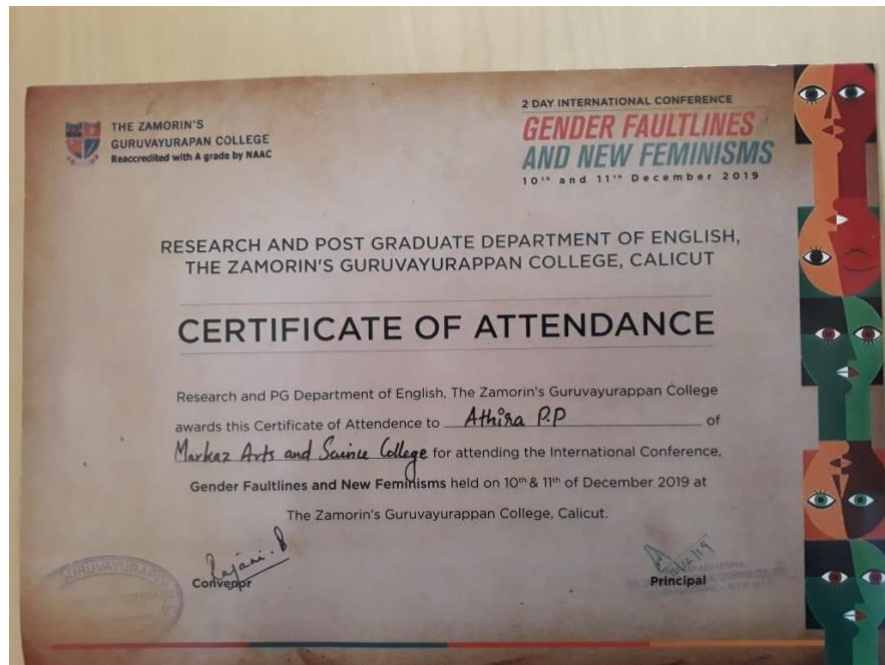 THE ZAMORIN'S
GURUVAYURAPAN COLLEGE
Reaccredited with A grade by NAAC
2 DAY INTERNATIONAL CONFERENCE
GENDER FAULTLINES
AND NEW FEMINISMS
10th and 11th December 2019
RESEARCH AND POST GRADUATE DEPARTMENT OF ENGLISH,
THE ZAMORIN'S GURUVAYURAPPAN COLLEGE, CALICUT
CERTIFICATE OF ATTENDANCE
Research and PG Department of English, The Zamorin's Guruvayurappan College
awards this Certificate of Attendence to Athira P.P of
Markaz Arts and Science College for attending the International Conference,
Gender Faultlines and New Feminisms held on 10th & 11th of December 2019 at
The Zamorin's Guruvayurappan College, Calicut.
Rajani. B
Convenor
Principal
PRINCIPAL